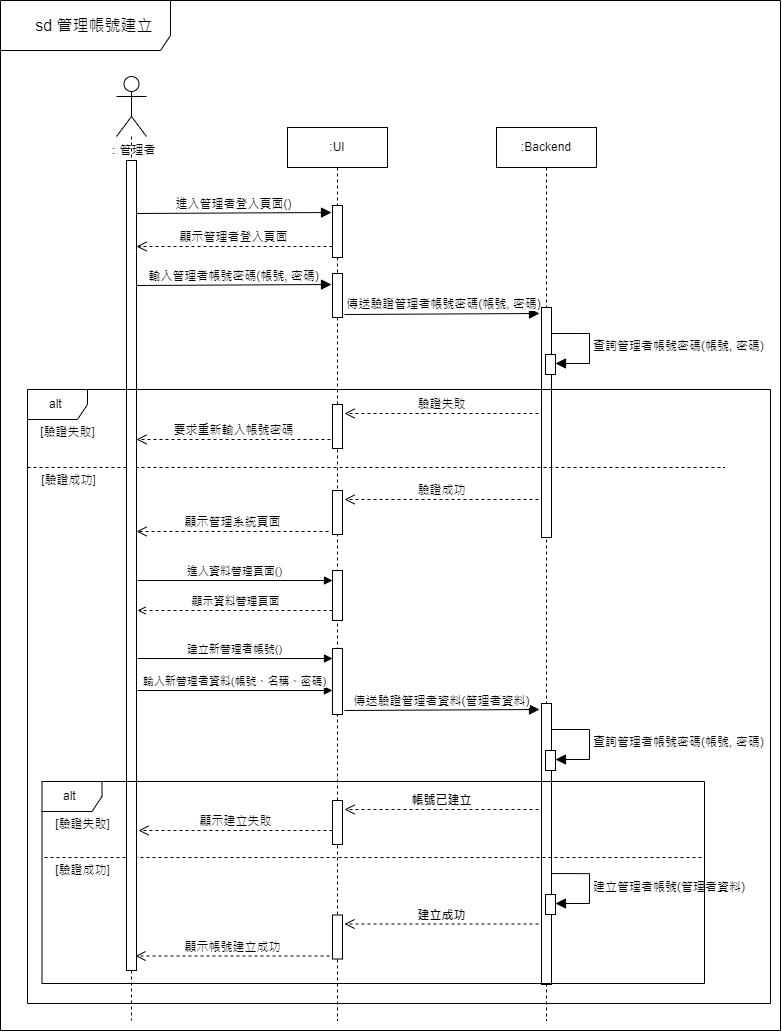 sd 管理帳號建立
: 管理者
:UI
:Backend
進入管理者登入頁面()
顯示管理者登入頁面
輸入管理者帳號密碼(帳號, 密碼)
傳送驗證管理者帳號密碼(帳號, 密碼)
查詢管理者帳號密碼(帳號, 密碼)
alt
驗證失敗
[驗證失敗]
要求重新輸入帳號密碼
[驗證成功]
驗證成功
顯示管理系統頁面
進入資料管理頁面()
顯示資料管理頁面
建立新管理者帳號()
輸入新管理者資料(帳號、名稱、密碼)
傳送驗證管理者資料(管理者資料)
查詢管理者帳號密碼(帳號, 密碼)
alt
帳號已建立
[驗證失敗]
顯示建立失敗
[驗證成功]
建立管理者帳號(管理者資料)
建立成功
顯示帳號建立成功